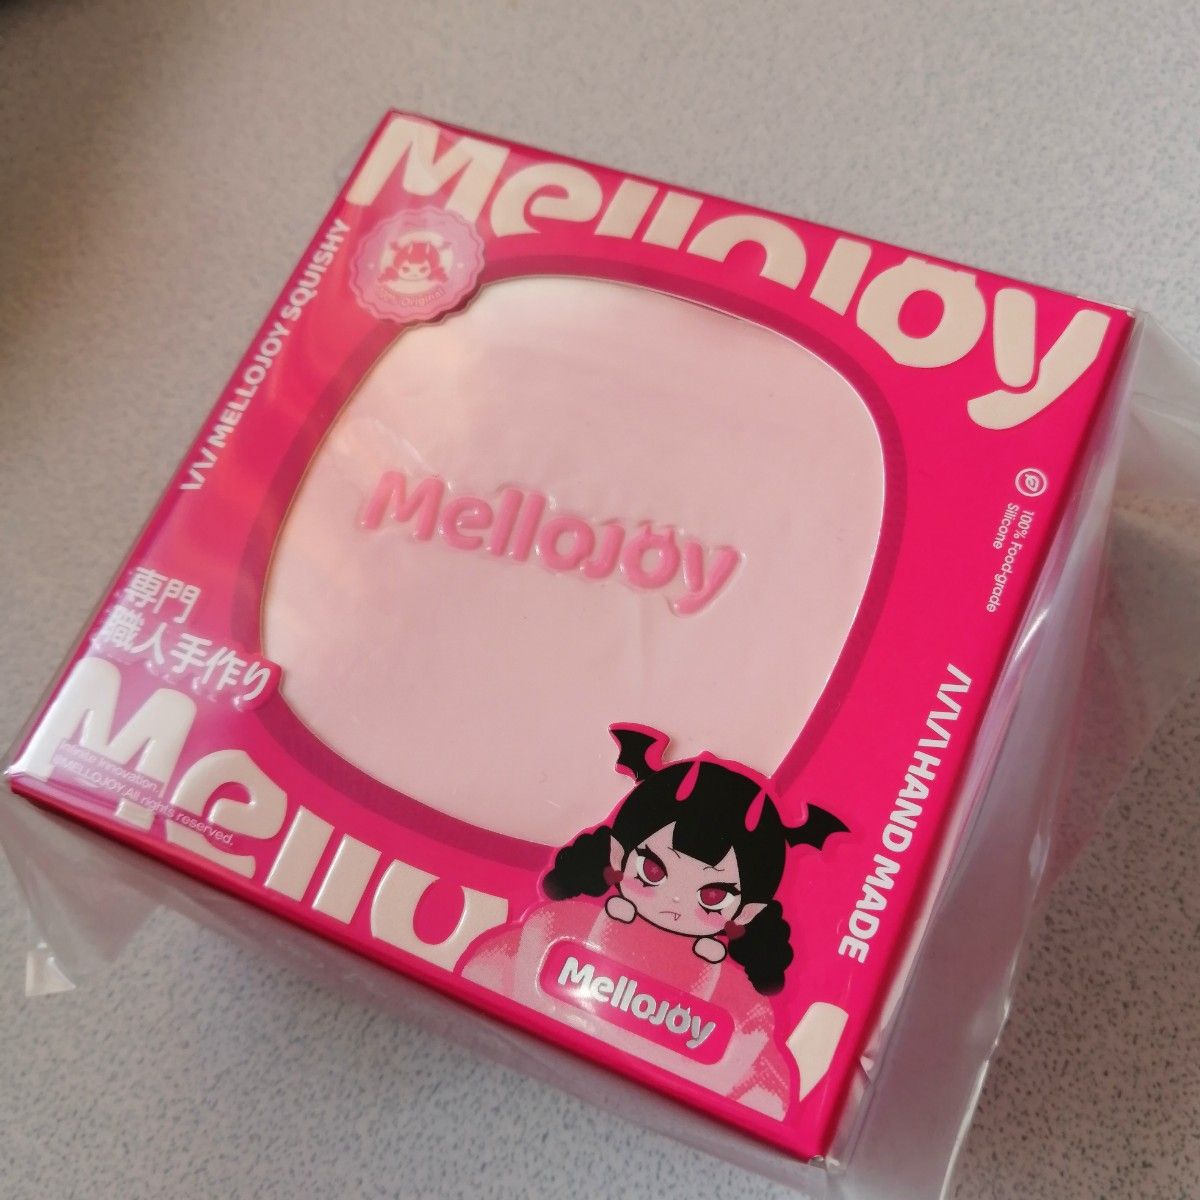 Mellojoy
100% Original
\/\/ MELLOJOY SQUISHY
100% Food-grade
Silicone
Mellojoy
専門
職人手作り
/\/\/\ HAND MADE
Mello
Infinite Innovation.
@MELLOJOY All rights reserved.
Mellojoy